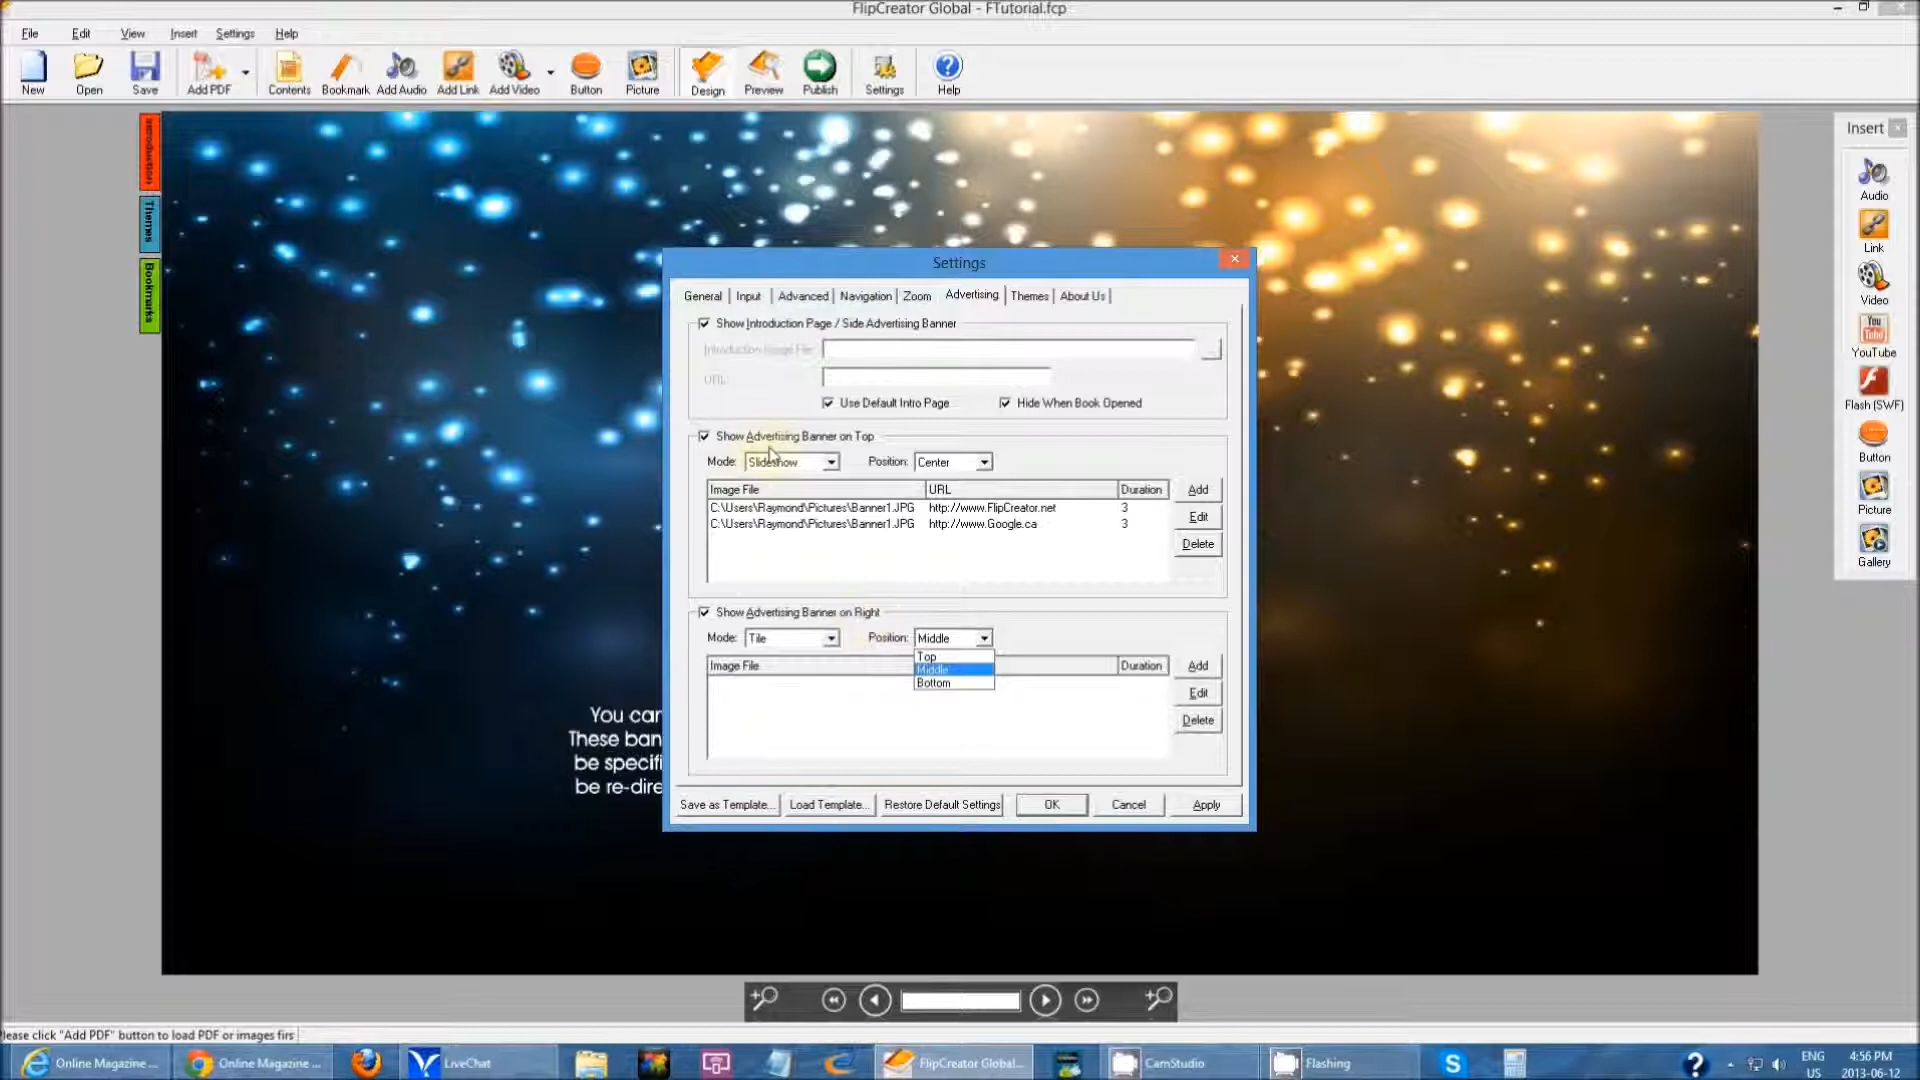 FlipCreator Global - FTutorial.fcp
File Edit View Insert Settings Help
New Open Save Add PDF Contents Bookmark Add Audio Add Link Add Video Button Picture Design Preview Publish Settings Help
Introduction
Themes
Bookmarks
Insert
Audio
Link
Video
You Tube
YouTube
Flash (SWF)
Button
Picture
Gallery
Settings
General Input Advanced Navigation Zoom Advertising Themes About Us
Show Introduction Page / Side Advertising Banner
Introduction Image File:
...
URL:
Use Default Intro Page Hide When Book Opened
Show Advertising Banner on Top
Mode: Slideshow Position: Center
Image File URL Duration
C:\Users\Raymond\Pictures\Banner1.JPG http://www.FlipCreator.net 3
C:\Users\Raymond\Pictures\Banner1.JPG http://www.Google.ca 3
Add
Edit
Delete
Show Advertising Banner on Right
Mode: Tile Position: Middle
Top
Middle
Bottom
Image File Duration
Add
Edit
Delete
Save as Template... Load Template... Restore Default Settings OK Cancel Apply
You can
These ban
be specifi
be re-dire
Please click "Add PDF" button to load PDF or images firs
Online Magazine ... Online Magazine ... LiveChat FlipCreator Global... CamStudio Flashing
ENG
US
4:56 PM
2013-06-12